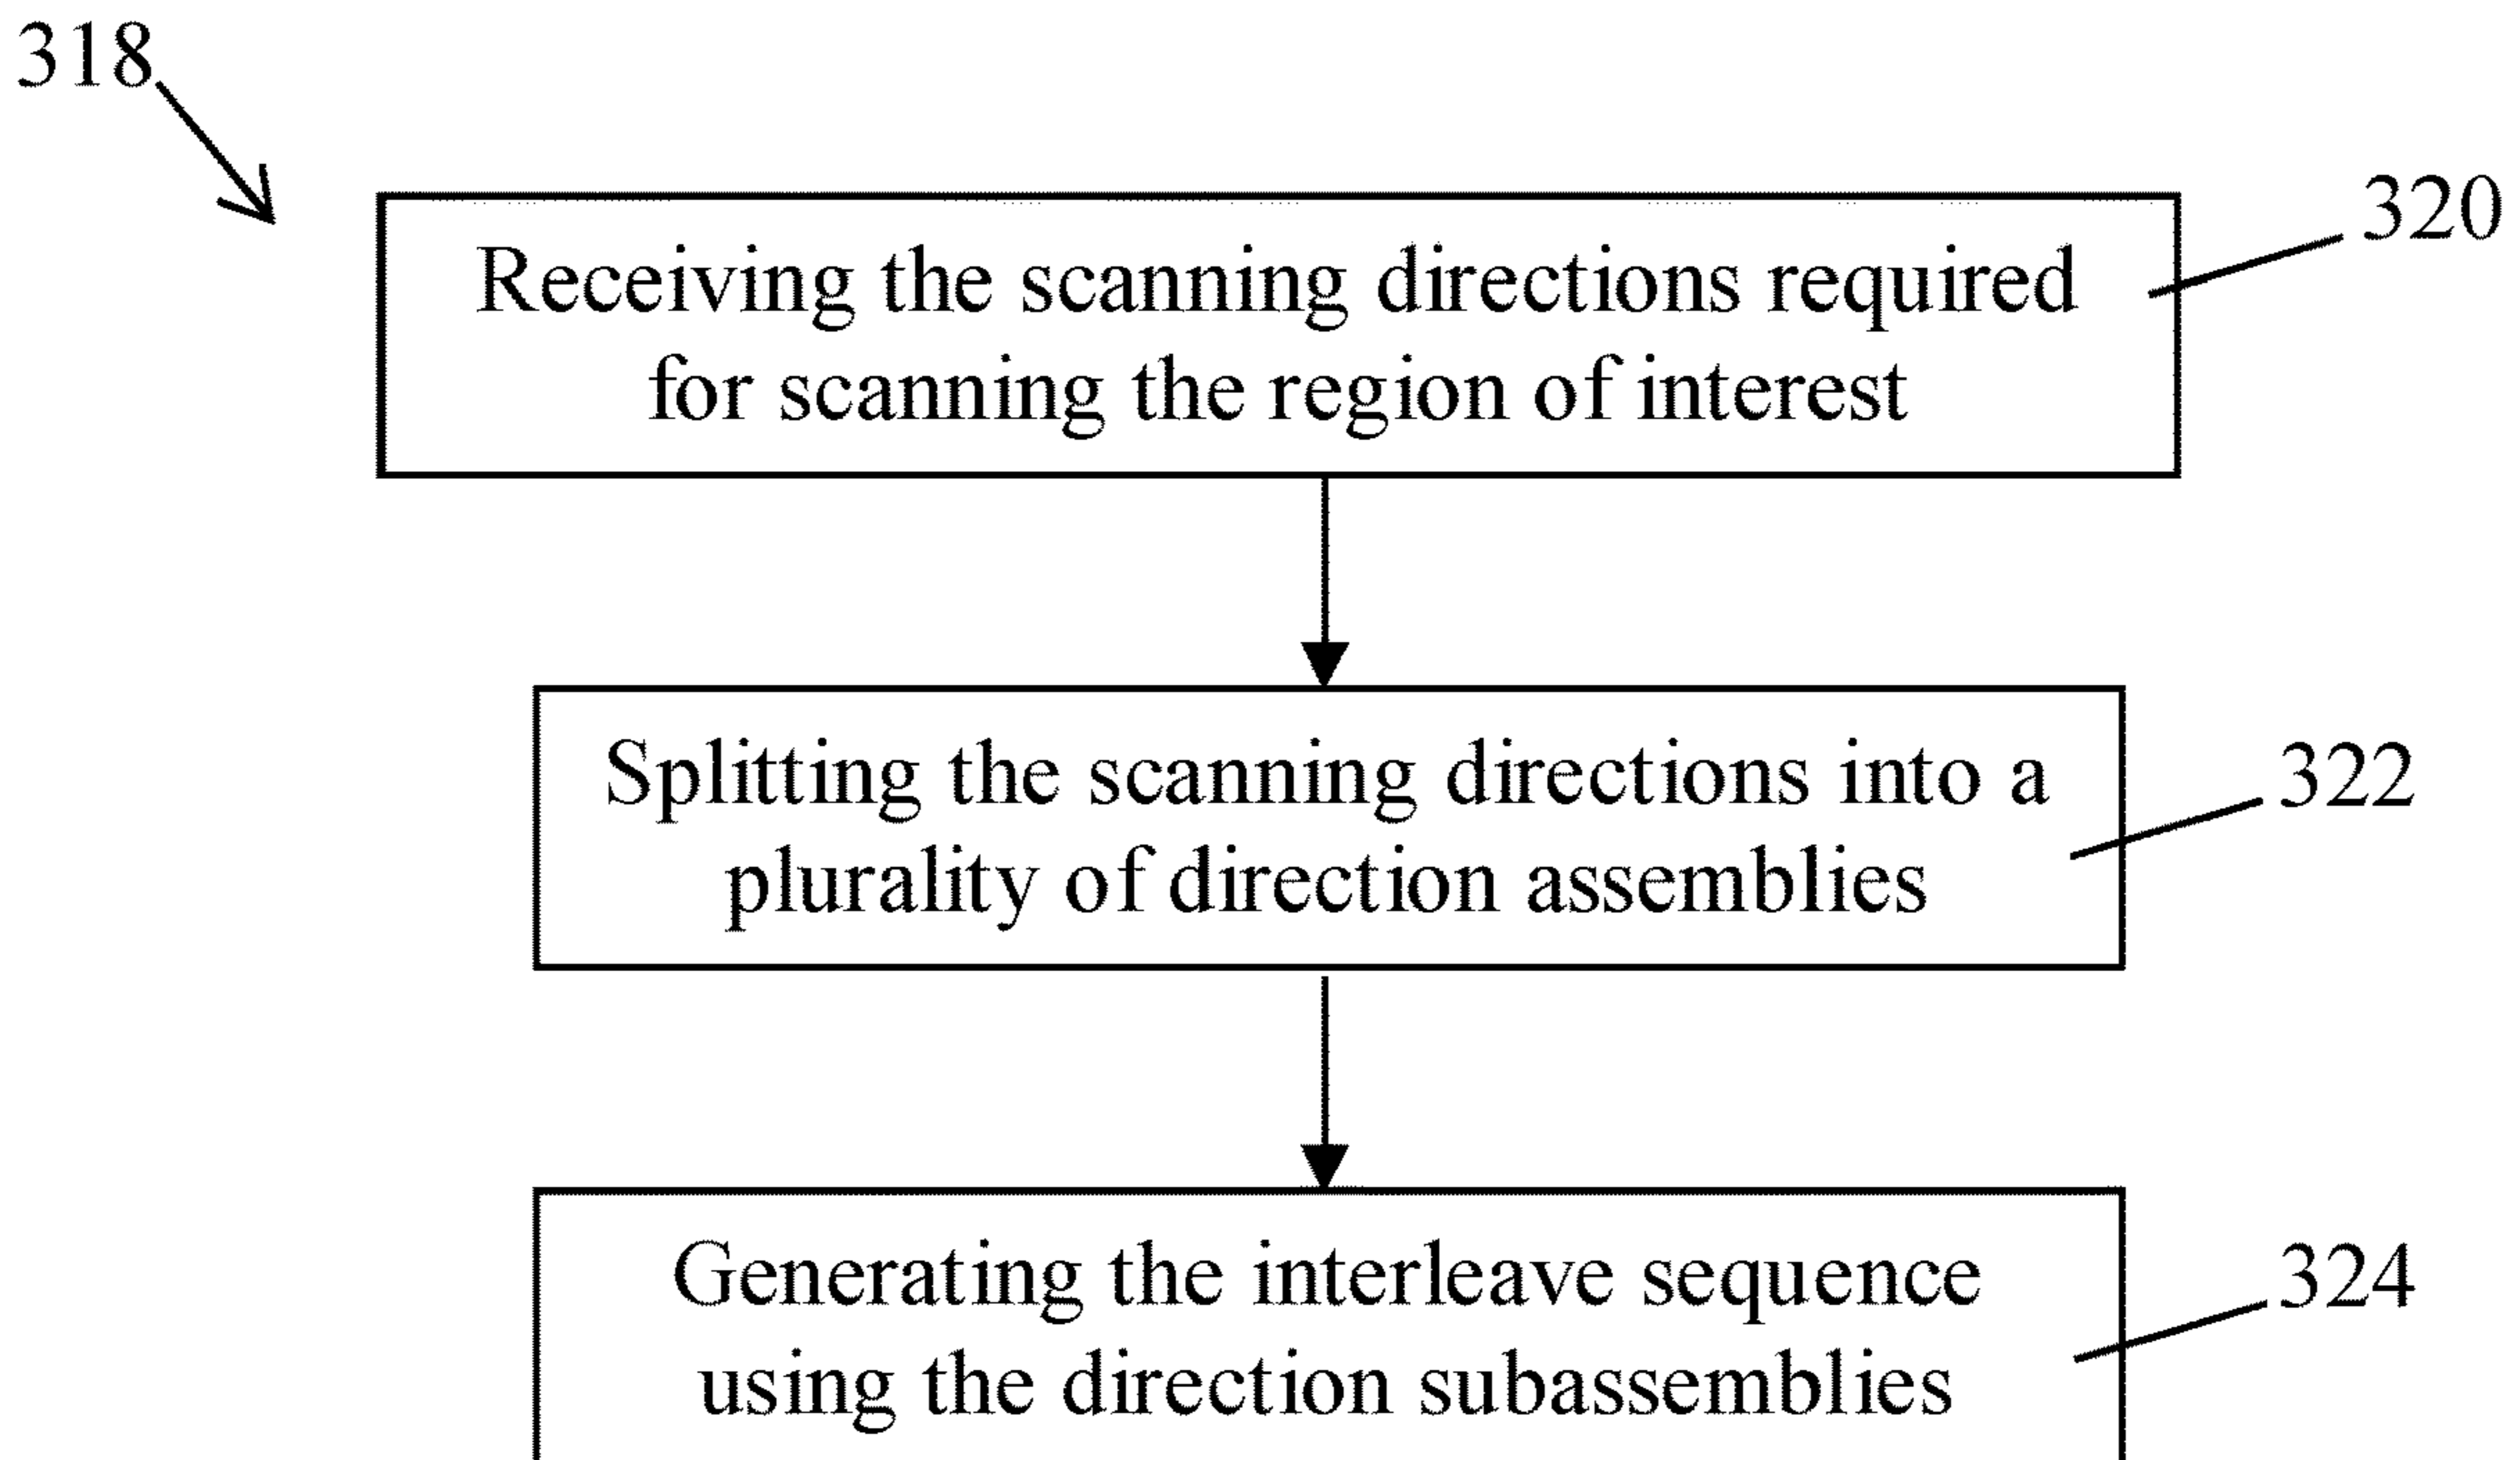 318
320
Receiving the scanning directions required
for scanning the region of interest
322
Splitting the scanning directions into a
plurality of direction assemblies
324
Generating the interleave sequence
using the direction subassemblies